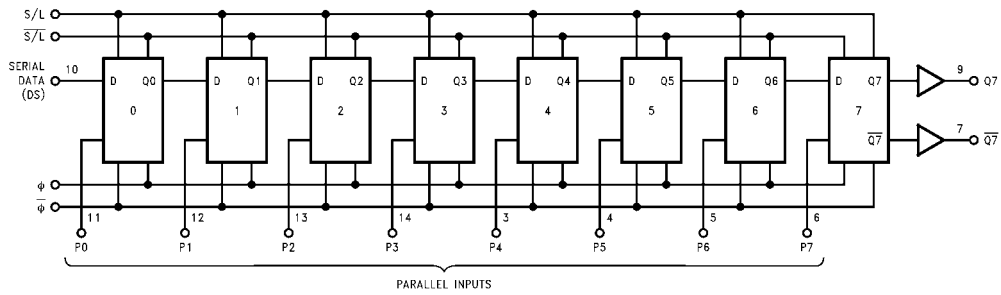 S/L
S/L
SERIAL DATA (DS)
10
D Q0 D Q1 D Q2 D Q3 D Q4 D Q5 D Q6 D Q7
9
Q7
0 1 2 3 4 5 6 7
Q7
7
Q7
ϕ
ϕ
11 12 13 14 3 4 5 6
P0 P1 P2 P3 P4 P5 P6 P7
PARALLEL INPUTS